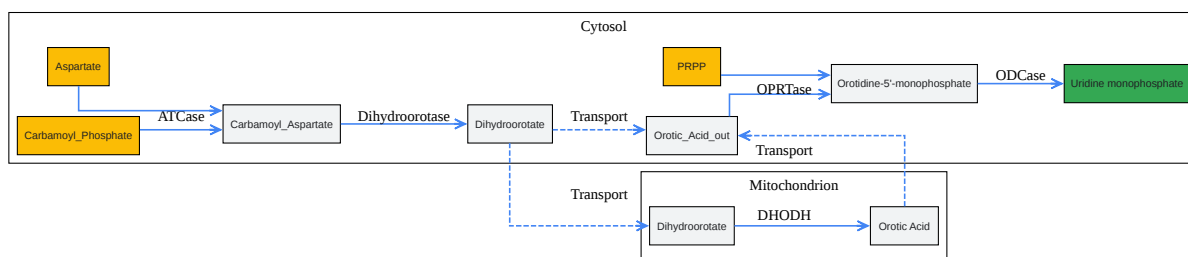 Cytosol
Aspartate
PRPP
Orotidine-5'-monophosphate
ODCase
Uridine monophosphate
OPRTase
ATCase
Carbamoyl_Phosphate
Carbamoyl_Aspartate
Dihydroorotase
Dihydroorotate
Transport
Orotic_Acid_out
Transport
Mitochondrion
Transport
Dihydroorotate
DHODH
Orotic Acid